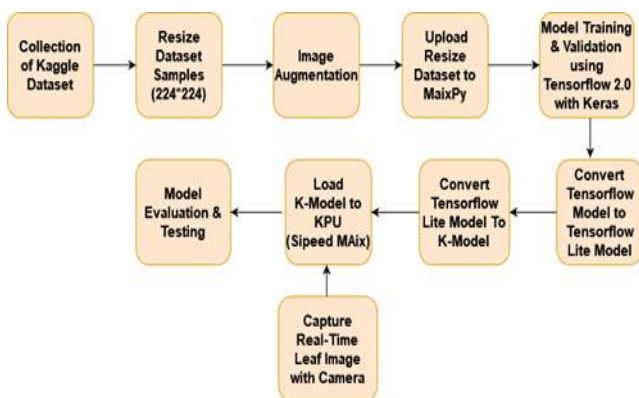 Collection
of Kaggle
Dataset
Resize
Dataset
Samples
(224*224)
Image
Augmentation
Upload
Resize
Dataset to
MaixPy
Model Training
& Validation
using
Tensorflow 2.0
with Keras
Convert
Tensorflow
Model to
Tensorflow
Lite Model
Convert
Tensorflow
Lite Model To
K-Model
Load
K-Model to
KPU
(Sipeed MAix)
Model
Evaluation &
Testing
Capture
Real-Time
Leaf Image
with Camera